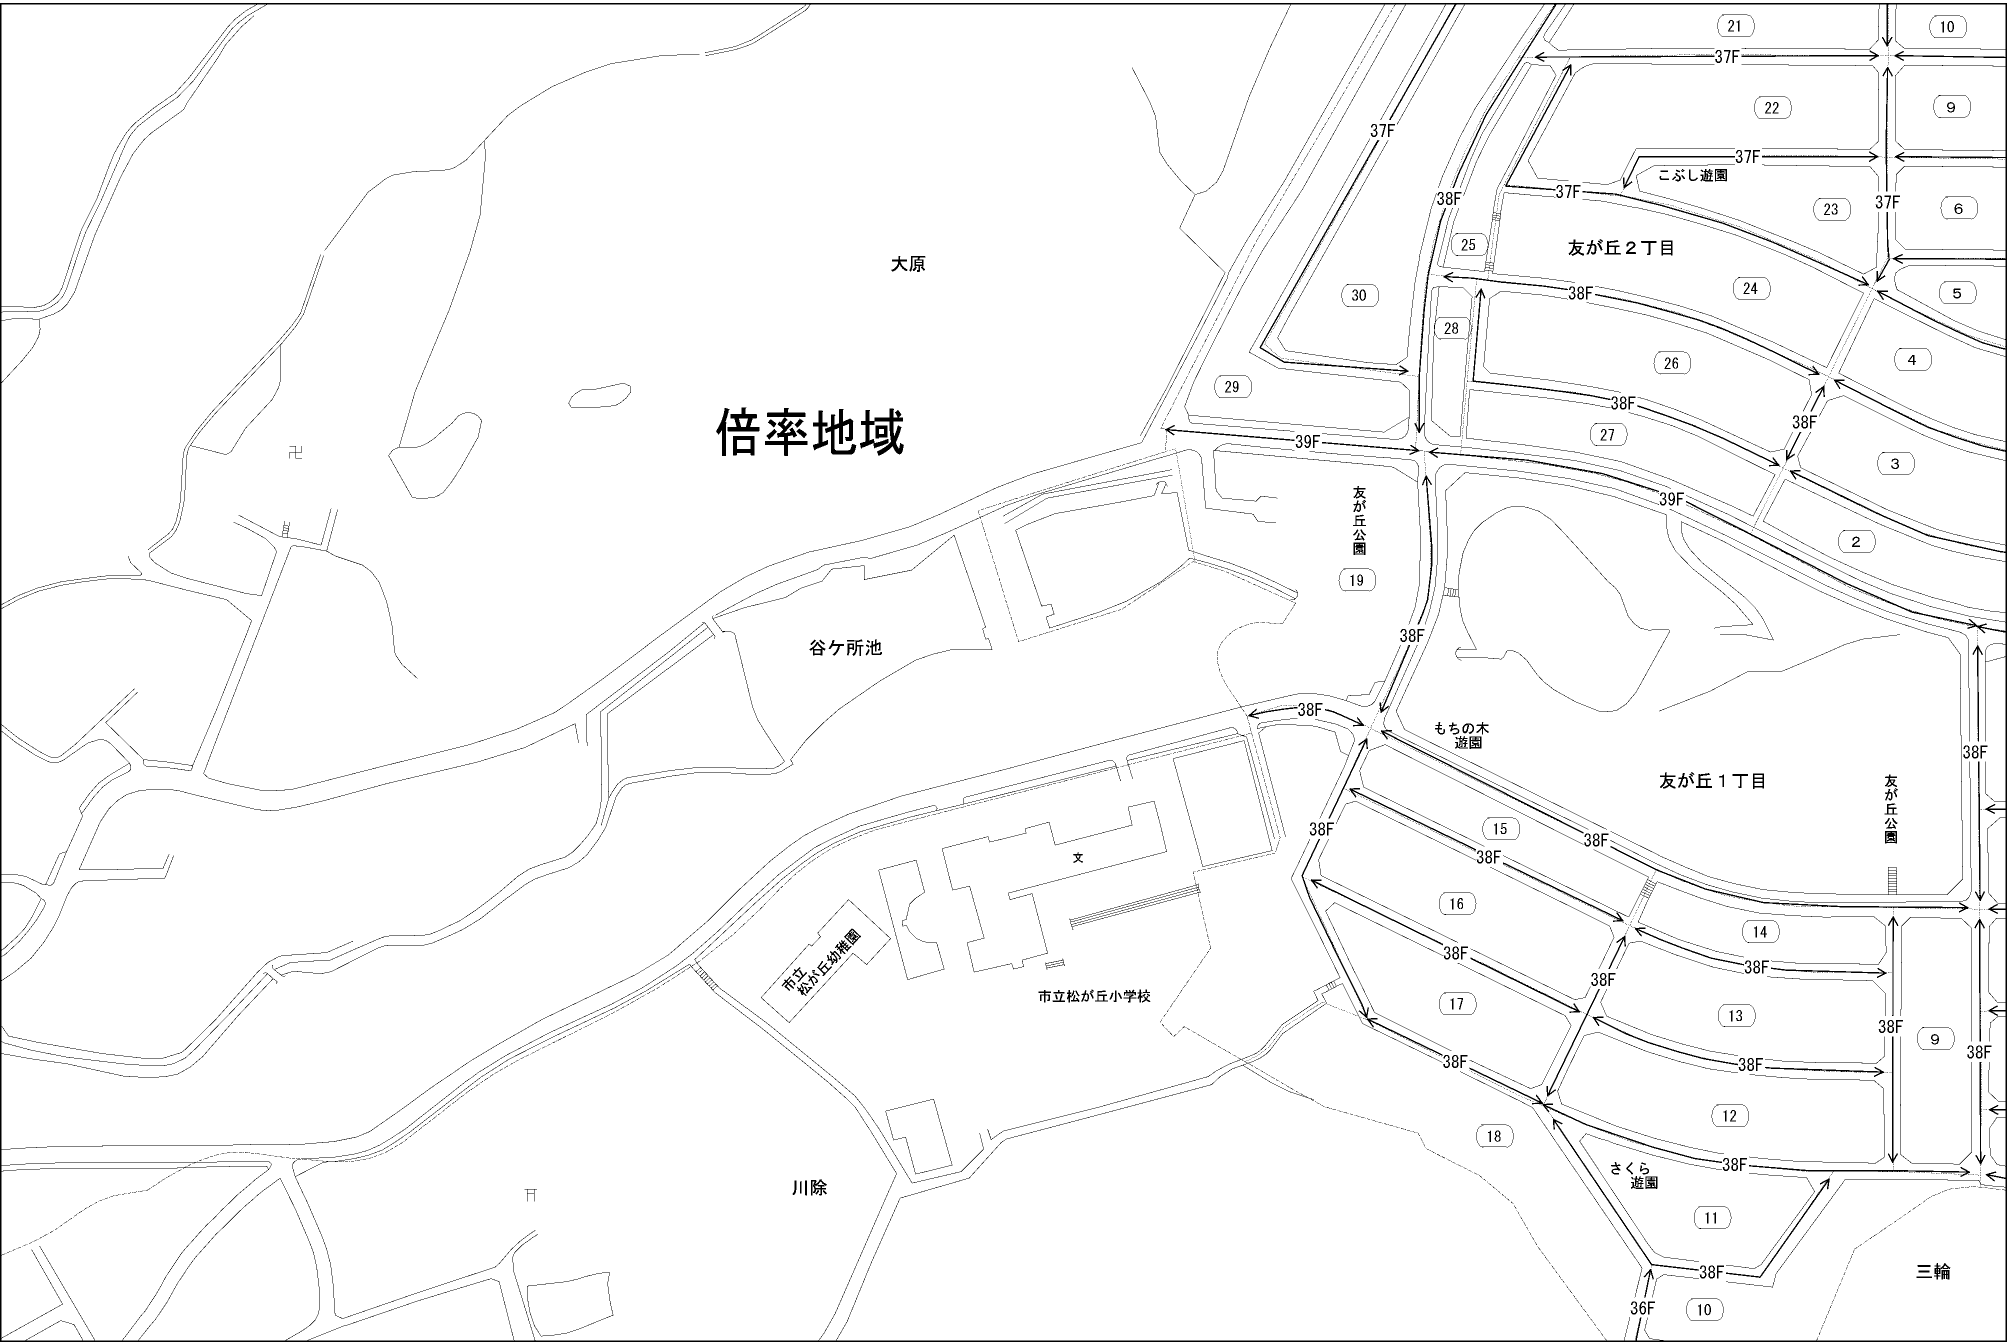 21
10
37F
22
9
37F
37F
こぶし遊園
37F
38F
37F
23
6
25
友が丘2丁目
大原
30
38F
24
5
28
26
4
29
38F
38F
27
倍率地域
39F
3
39F
友が丘公園
2
19
38F
谷ケ所池
38F
もちの木
遊園
38F
友が丘1丁目
友が丘公園
38F
15
38F
38F
文
16
14
市立
松が丘幼稚園
38F
38F
38F
市立松が丘小学校
17
13
38F
9
38F
38F
38F
12
18
38F
さくら
遊園
川除
11
38F
三輪
36F
10